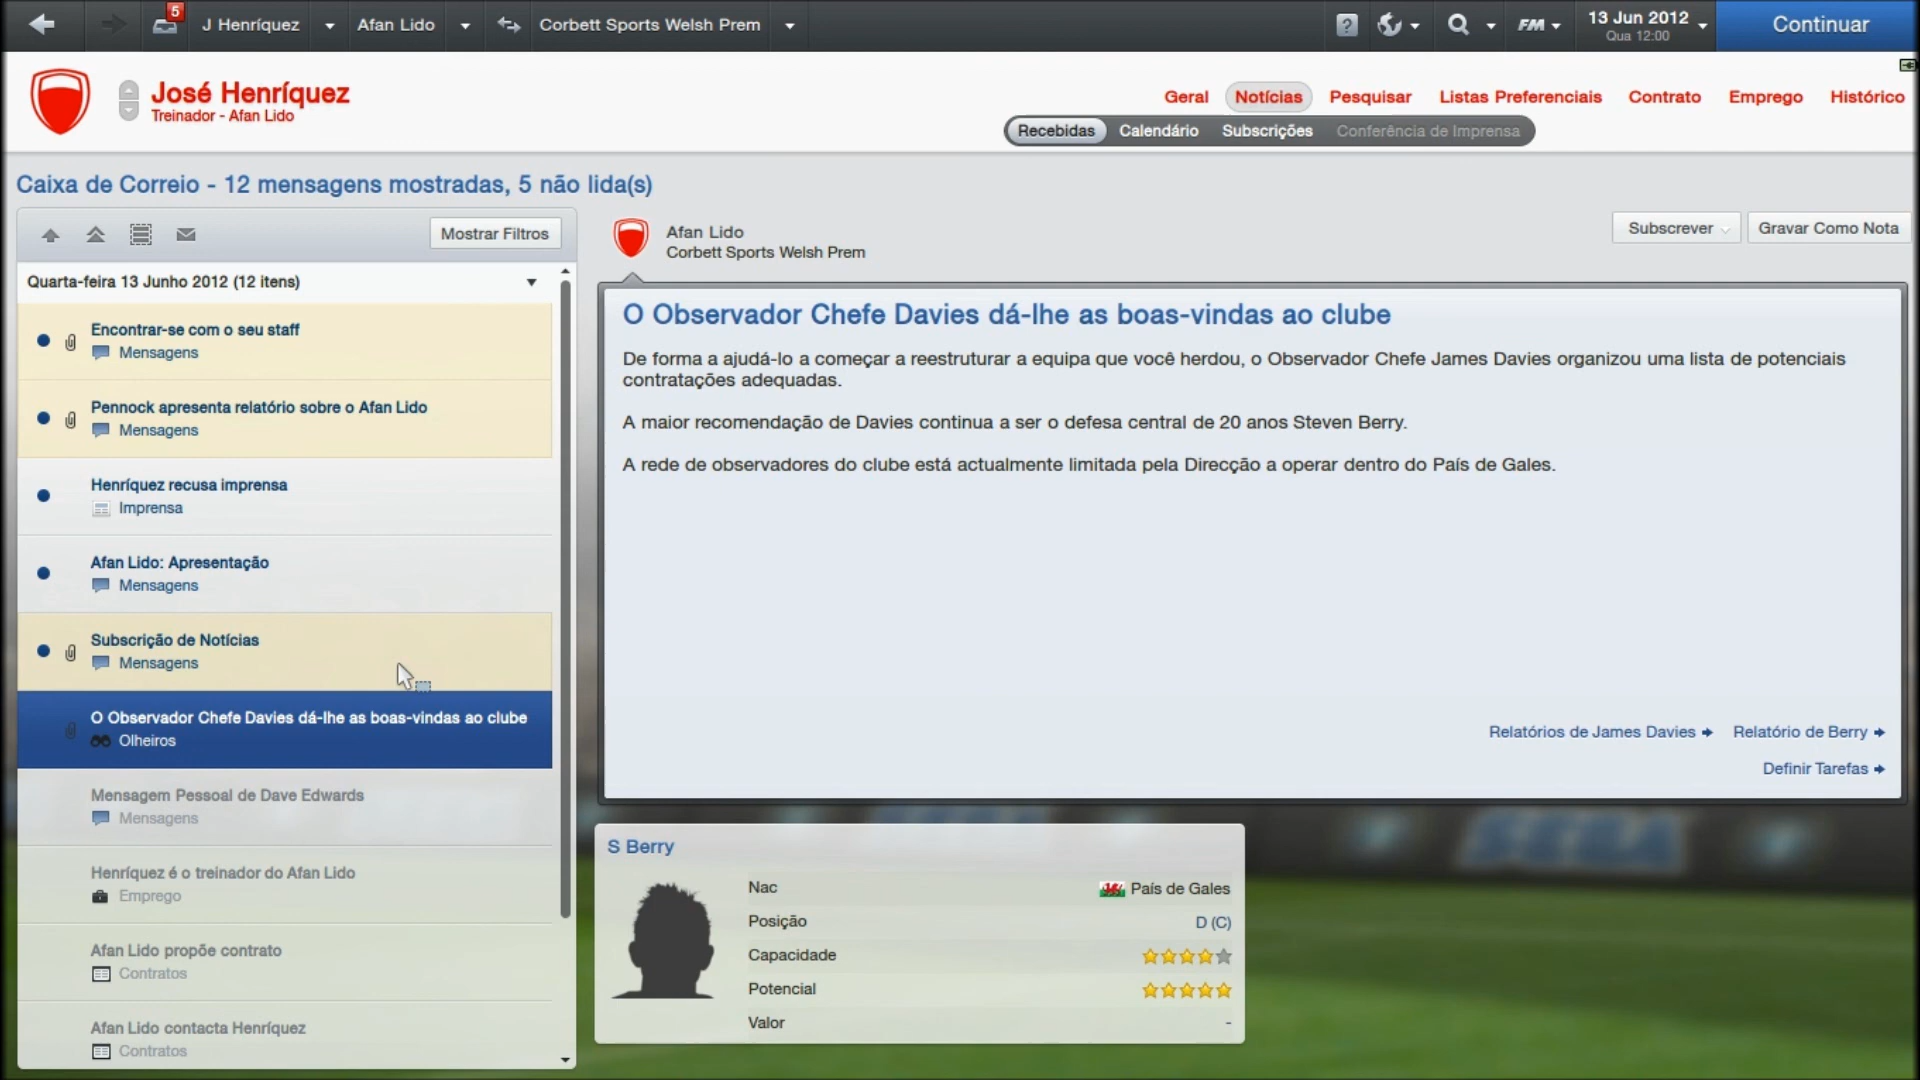 5
J Henríquez
Afan Lido
Corbett Sports Welsh Prem
?
FM
13 Jun 2012
Qua 12:00
Continuar
José Henríquez
Treinador - Afan Lido
Geral
Notícias
Pesquisar
Listas Preferenciais
Contrato
Emprego
Histórico
Recebidas
Calendário
Subscrições
Conferência de Imprensa
Caixa de Correio - 12 mensagens mostradas, 5 não lida(s)
Mostrar Filtros
Quarta-feira 13 Junho 2012 (12 itens)
Encontrar-se com o seu staff
Mensagens
Pennock apresenta relatório sobre o Afan Lido
Mensagens
Henríquez recusa imprensa
Imprensa
Afan Lido: Apresentação
Mensagens
Subscrição de Notícias
Mensagens
O Observador Chefe Davies dá-lhe as boas-vindas ao clube
Olheiros
Mensagem Pessoal de Dave Edwards
Mensagens
Henríquez é o treinador do Afan Lido
Emprego
Afan Lido propõe contrato
Contratos
Afan Lido contacta Henríquez
Contratos
Afan Lido
Corbett Sports Welsh Prem
Subscrever
Gravar Como Nota
O Observador Chefe Davies dá-lhe as boas-vindas ao clube
De forma a ajudá-lo a começar a reestruturar a equipa que você herdou, o Observador Chefe James Davies organizou uma lista de potenciais
contratações adequadas.
A maior recomendação de Davies continua a ser o defesa central de 20 anos Steven Berry.
A rede de observadores do clube está actualmente limitada pela Direcção a operar dentro do País de Gales.
Relatórios de James Davies
Relatório de Berry
Definir Tarefas
S Berry
Nac
País de Gales
Posição
D (C)
Capacidade
Potencial
Valor
-
SEGA